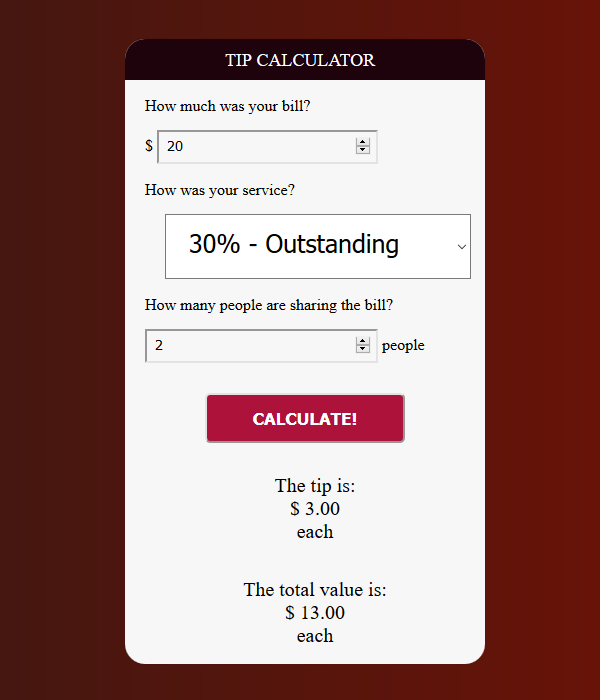 TIP CALCULATOR
How much was your bill?
$ 20
How was your service?
30% - Outstanding
How many people are sharing the bill?
2 people
CALCULATE!
The tip is:
$ 3.00
each
The total value is:
$ 13.00
each